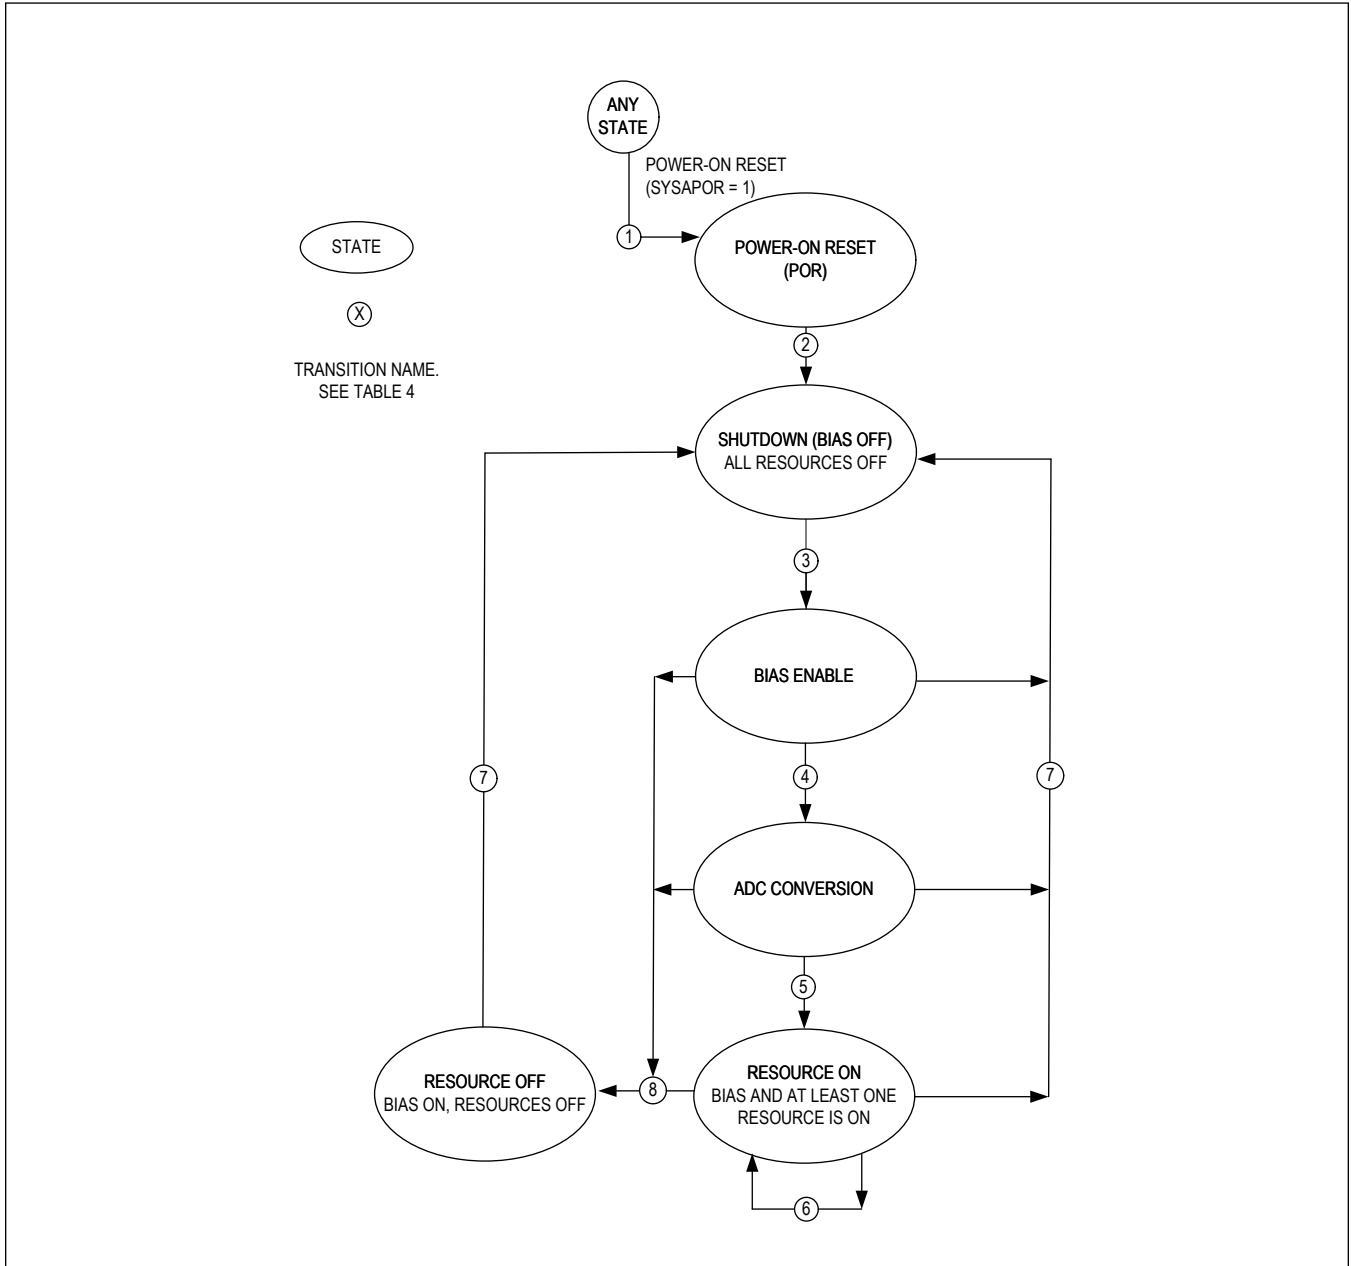 ANY
STATE
POWER-ON RESET
(SYSAPOR = 1)
1
POWER-ON RESET
(POR)
STATE
X
TRANSITION NAME.
SEE TABLE 4
2
SHUTDOWN (BIAS OFF)
ALL RESOURCES OFF
3
BIAS ENABLE
7
4
7
ADC CONVERSION
5
RESOURCE OFF
BIAS ON, RESOURCES OFF
8
RESOURCE ON
BIAS AND AT LEAST ONE
RESOURCE IS ON
6